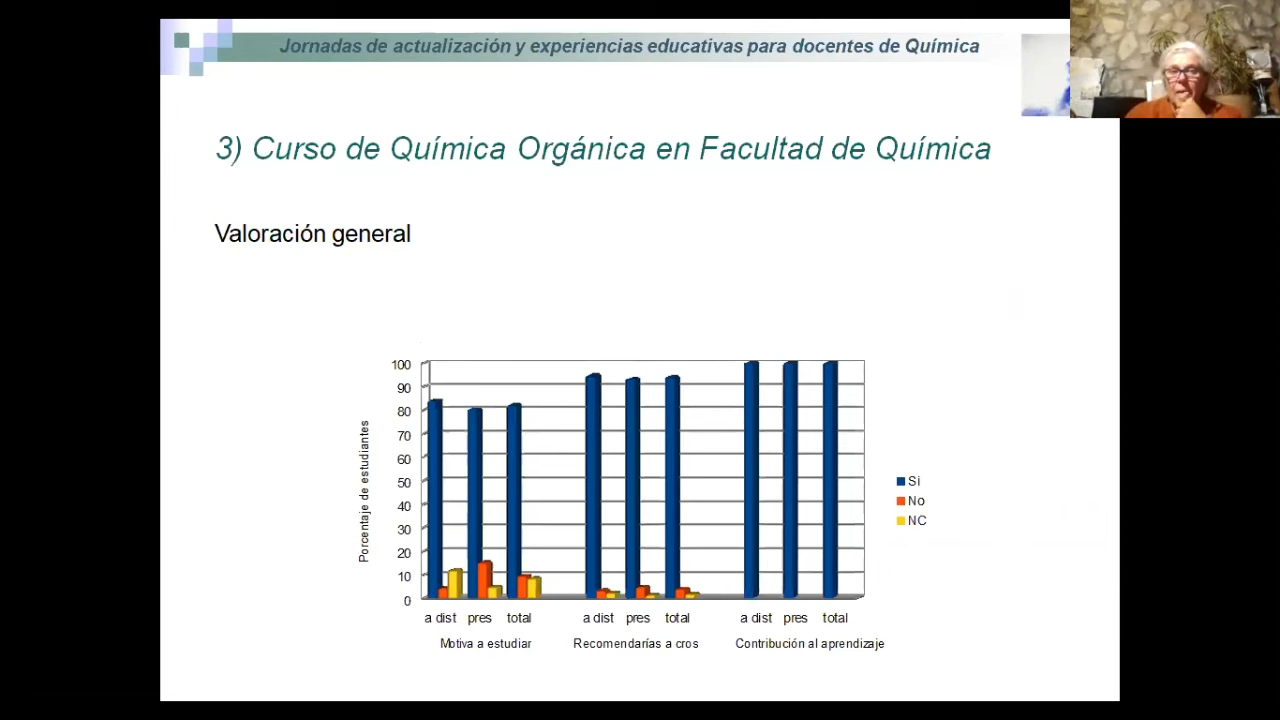 Jornadas de actualización y experiencias educativas para docentes de Química
3) Curso de Química Orgánica en Facultad de Química
Valoración general
Porcentaje de estudiantes
100
90
80
70
60
50
40
30
20
10
0
a dist pres total a dist pres total a dist pres total
Motiva a estudiar Recomendarías a cros Contribución al aprendizaje
Si
No
NC